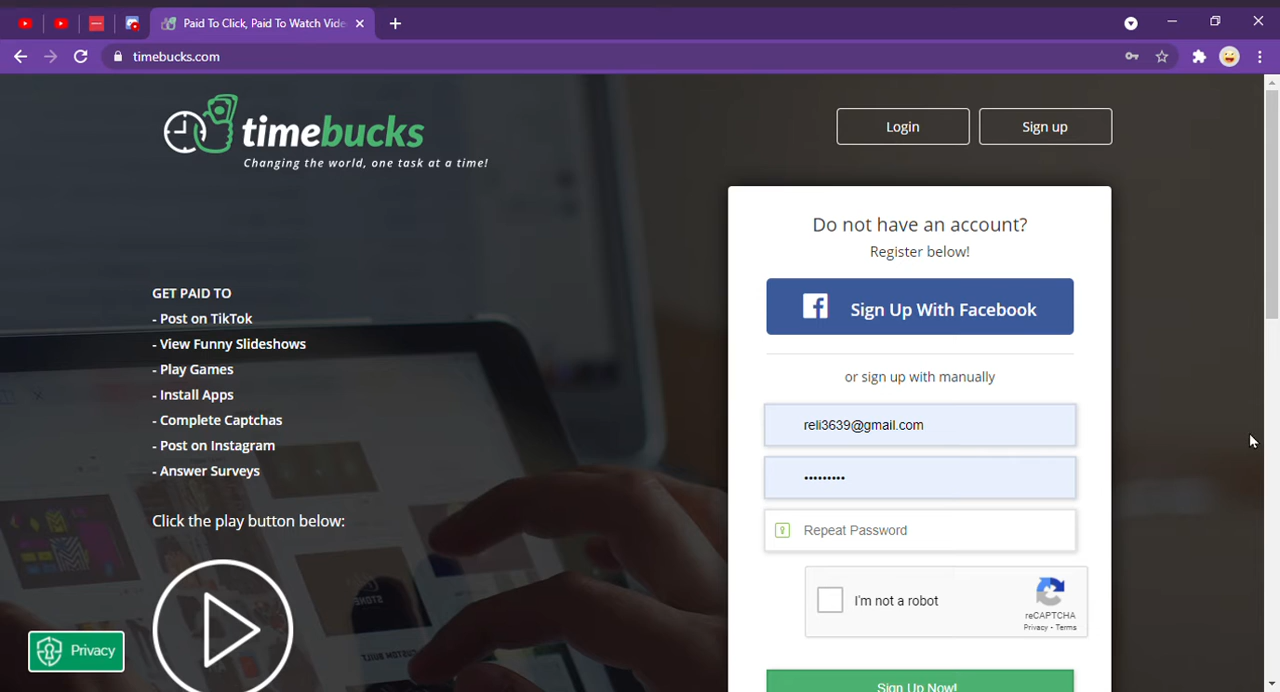 Paid To Click, Paid To Watch Vide
timebucks.com
timebucks
Changing the world, one task at a time!
Login
Sign up
Do not have an account?
Register below!
Sign Up With Facebook
or sign up with manually
reli3639@gmail.com
•••••••••
Repeat Password
I'm not a robot
reCAPTCHA
Privacy - Terms
Sign Up Now!
GET PAID TO
- Post on TikTok
- View Funny Slideshows
- Play Games
- Install Apps
- Complete Captchas
- Post on Instagram
- Answer Surveys
Click the play button below:
Privacy